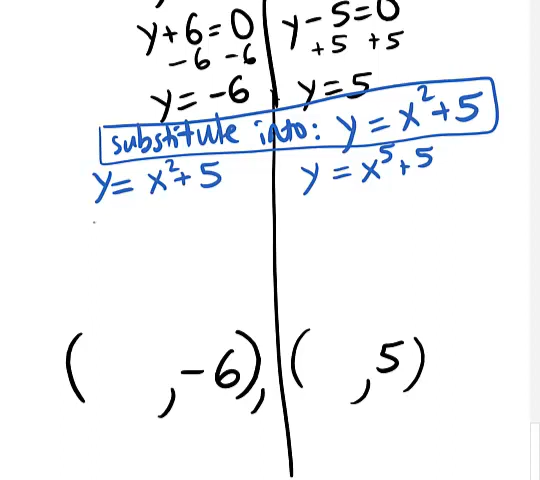 y+6=0 y-5=0
-6 -6 +5 +5
y=-6 y=5
substitute into: y=x²+5
y=x²+5 y=x⁵+5
( ,-6), ( ,5)